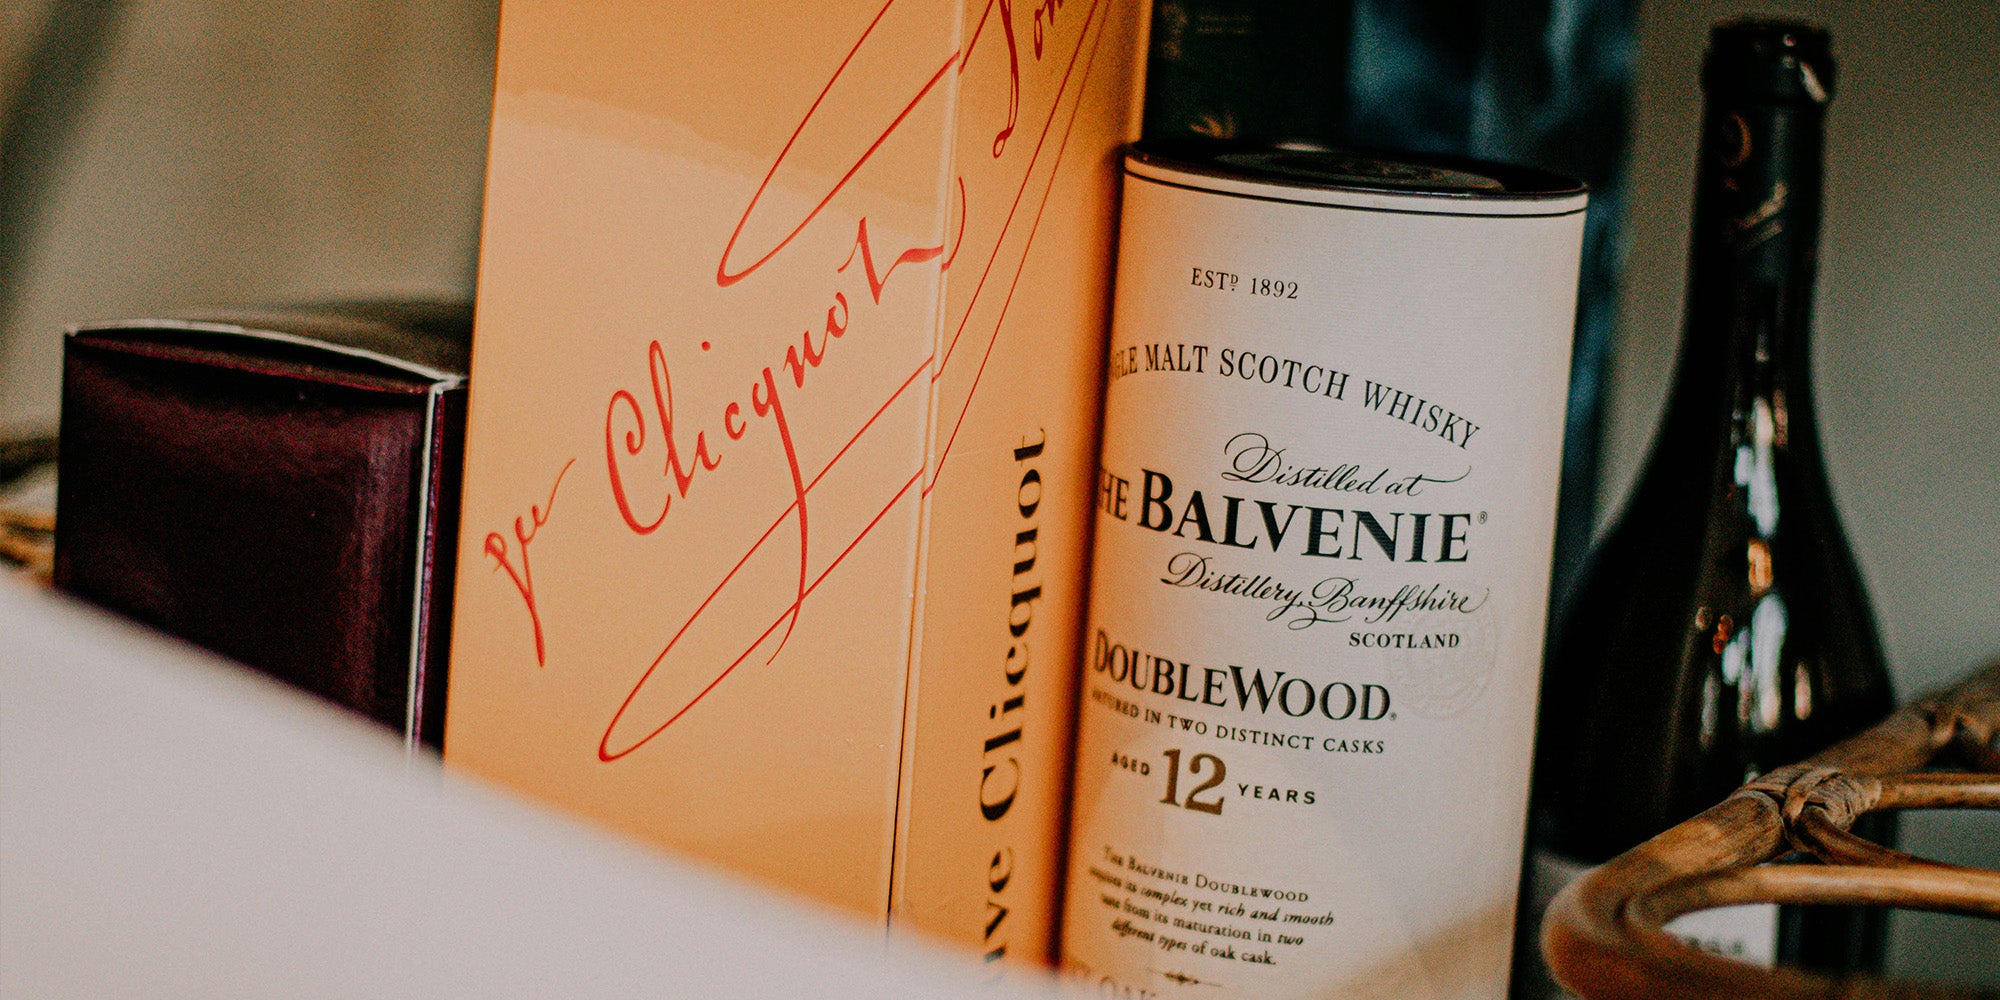 Clicquot
Clicquot
ESTD 1892
MALT SCOTCH WHISKY
Distilled at
THE BALVENIE®
Distillery, Banffshire
SCOTLAND
DOUBLEWOOD
IN TWO DISTINCT CASKS
AGED 12 YEARS
THE BALVENIE DOUBLEWOOD
its complex yet rich and smooth
taste from its maturation in two
different types of oak cask.